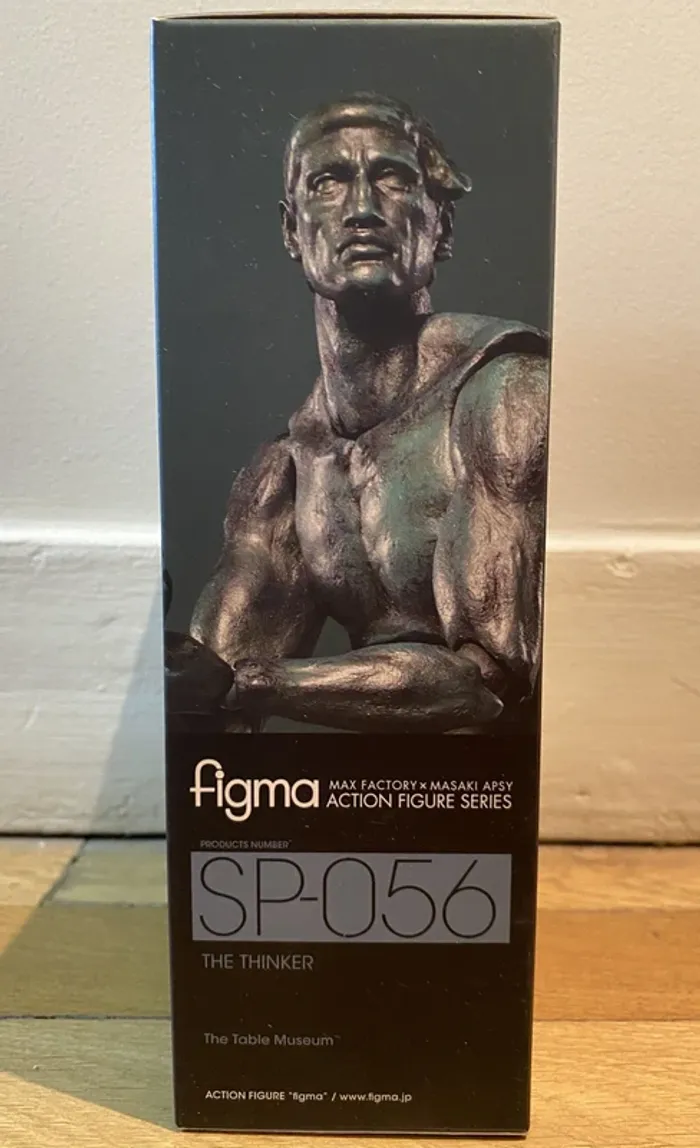 figma MAX FACTORY × MASAKI APSY
ACTION FIGURE SERIES
PRODUCTS NUMBER
SP-056
THE THINKER
The Table Museum™
ACTION FIGURE "figma" / www.figma.jp